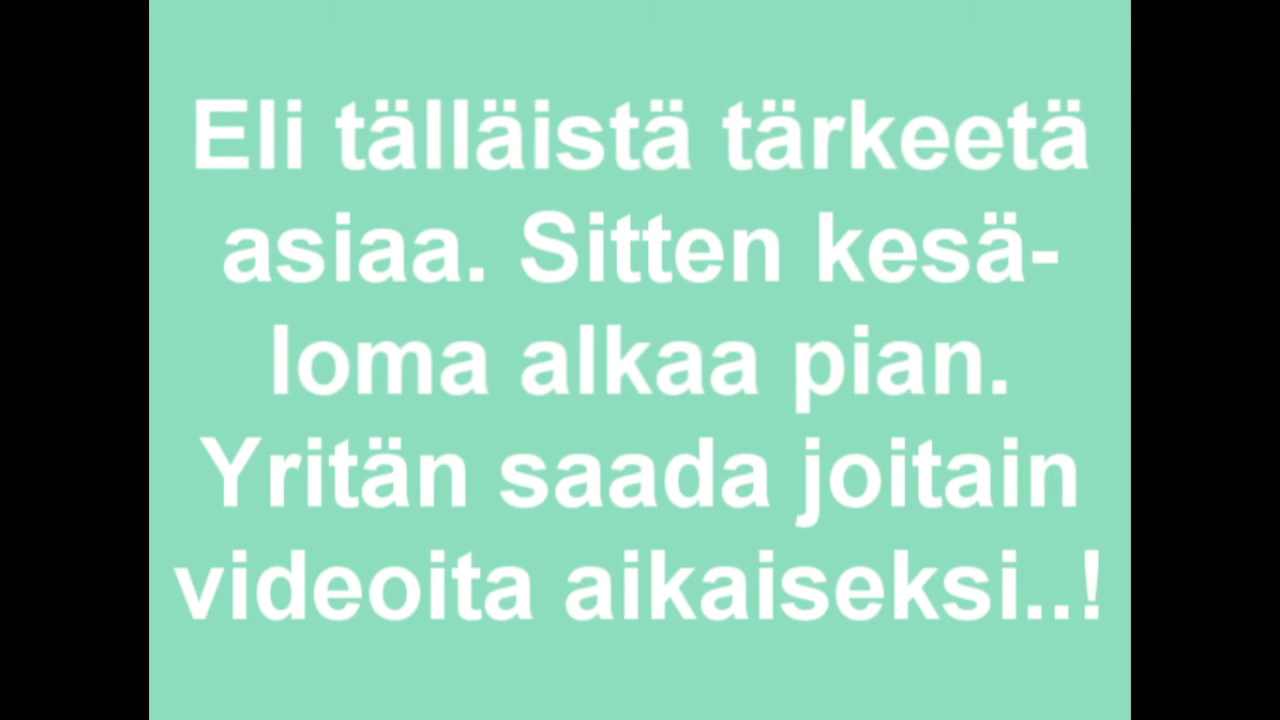 Eli tälläistä tärkeetä
asiaa. Sitten kesä-
loma alkaa pian.
Yritän saada joitain
videoita aikaiseksi..!